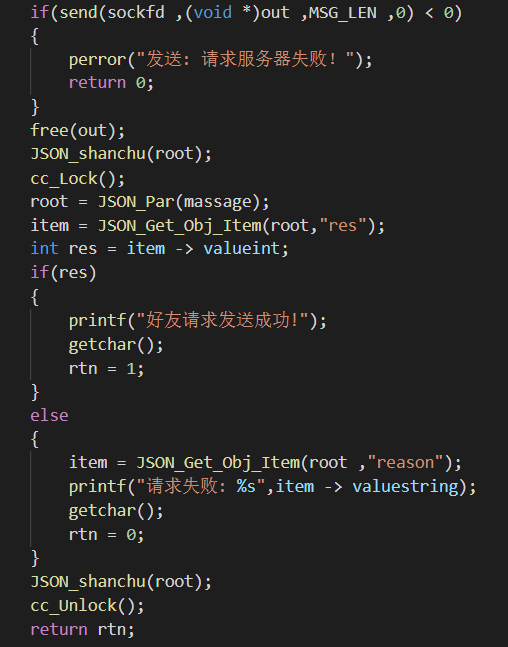 if(send(sockfd ,(void *)out ,MSG_LEN ,0) < 0)
{
    perror("发送: 请求服务器失败! ");
    return 0;
}
free(out);
JSON_shanchu(root);
cc_Lock();
root = JSON_Par(massage);
item = JSON_Get_Obj_Item(root,"res");
int res = item -> valueint;
if(res)
{
    printf("好友请求发送成功!");
    getchar();
    rtn = 1;
}
else
{
    item = JSON_Get_Obj_Item(root ,"reason");
    printf("请求失败: %s",item -> valuestring);
    getchar();
    rtn = 0;
}
JSON_shanchu(root);
cc_Unlock();
return rtn;